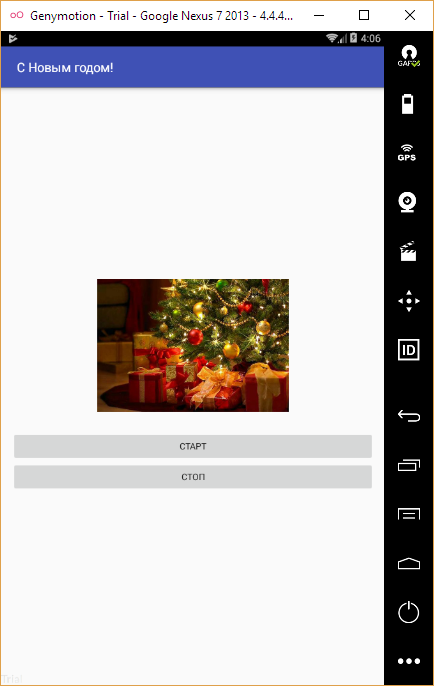 Genymotion - Trial - Google Nexus 7 2013 - 4.4.4...
4:06
С Новым годом!
GAPPS
GPS
ID
СТАРТ
СТОП
Trial